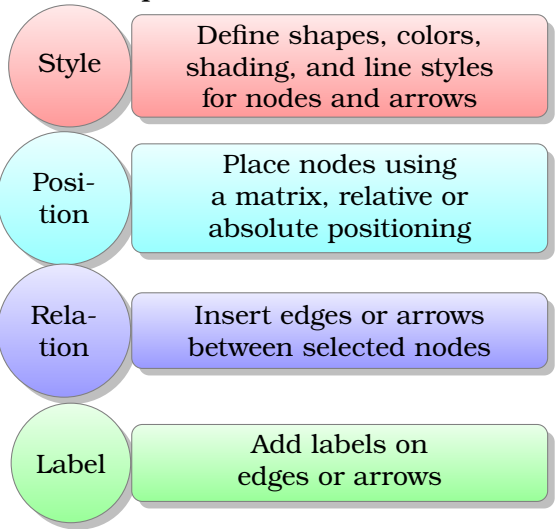 Style
Define shapes, colors,
shading, and line styles
for nodes and arrows
Posi-
tion
Place nodes using
a matrix, relative or
absolute positioning
Rela-
tion
Insert edges or arrows
between selected nodes
Label
Add labels on
edges or arrows